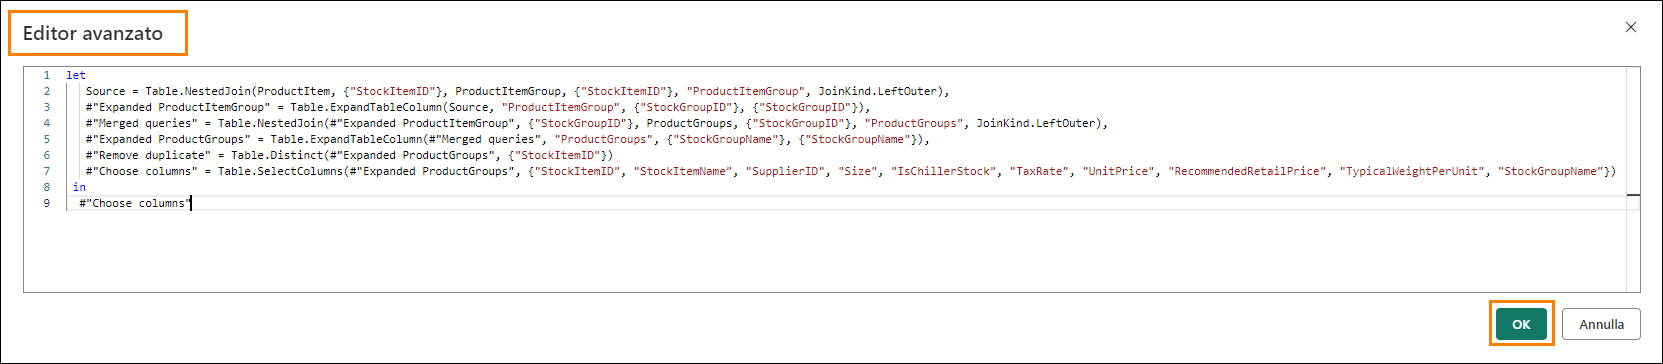 Editor avanzato
1 let
2 Source = Table.NestedJoin(ProductItem, {"StockItemID"}, ProductItemGroup, {"StockItemID"}, "ProductItemGroup", JoinKind.LeftOuter),
3 #"Expanded ProductItemGroup" = Table.ExpandTableColumn(Source, "ProductItemGroup", {"StockGroupID"}, {"StockGroupID"}),
4 #"Merged queries" = Table.NestedJoin(#"Expanded ProductItemGroup", {"StockGroupID"}, ProductGroups, {"StockGroupID"}, "ProductGroups", JoinKind.LeftOuter),
5 #"Expanded ProductGroups" = Table.ExpandTableColumn(#"Merged queries", "ProductGroups", {"StockGroupName"}, {"StockGroupName"}),
6 #"Remove duplicate" = Table.Distinct(#"Expanded ProductGroups", {"StockItemID"})
7 #"Choose columns" = Table.SelectColumns(#"Expanded ProductGroups", {"StockItemID", "StockItemName", "SupplierID", "Size", "IsChillerStock", "TaxRate", "UnitPrice", "RecommendedRetailPrice", "TypicalWeightPerUnit", "StockGroupName"})
8 in
9 #"Choose columns"
OK Annulla